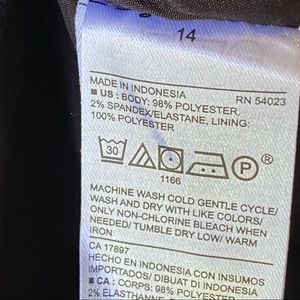 14
MADE IN INDONESIA RN 54023
■ US : BODY: 98% POLYESTER,
2% SPANDEX/ELASTANE, LINING:
100% POLYESTER
30
P
1166
MACHINE WASH COLD GENTLE CYCLE/
WASH AND DRY WITH LIKE COLORS/
ONLY NON-CHLORINE BLEACH WHEN
NEEDED/ TUMBLE DRY LOW/ WARM
IRON
CA 17897
HECHO EN INDONESIA CON INSUMOS
IMPORTADOS/ DIBUAT DI INDONESIA
■ CA : CORPS: 98% POLYESTER
2% ÉLASTHANNE